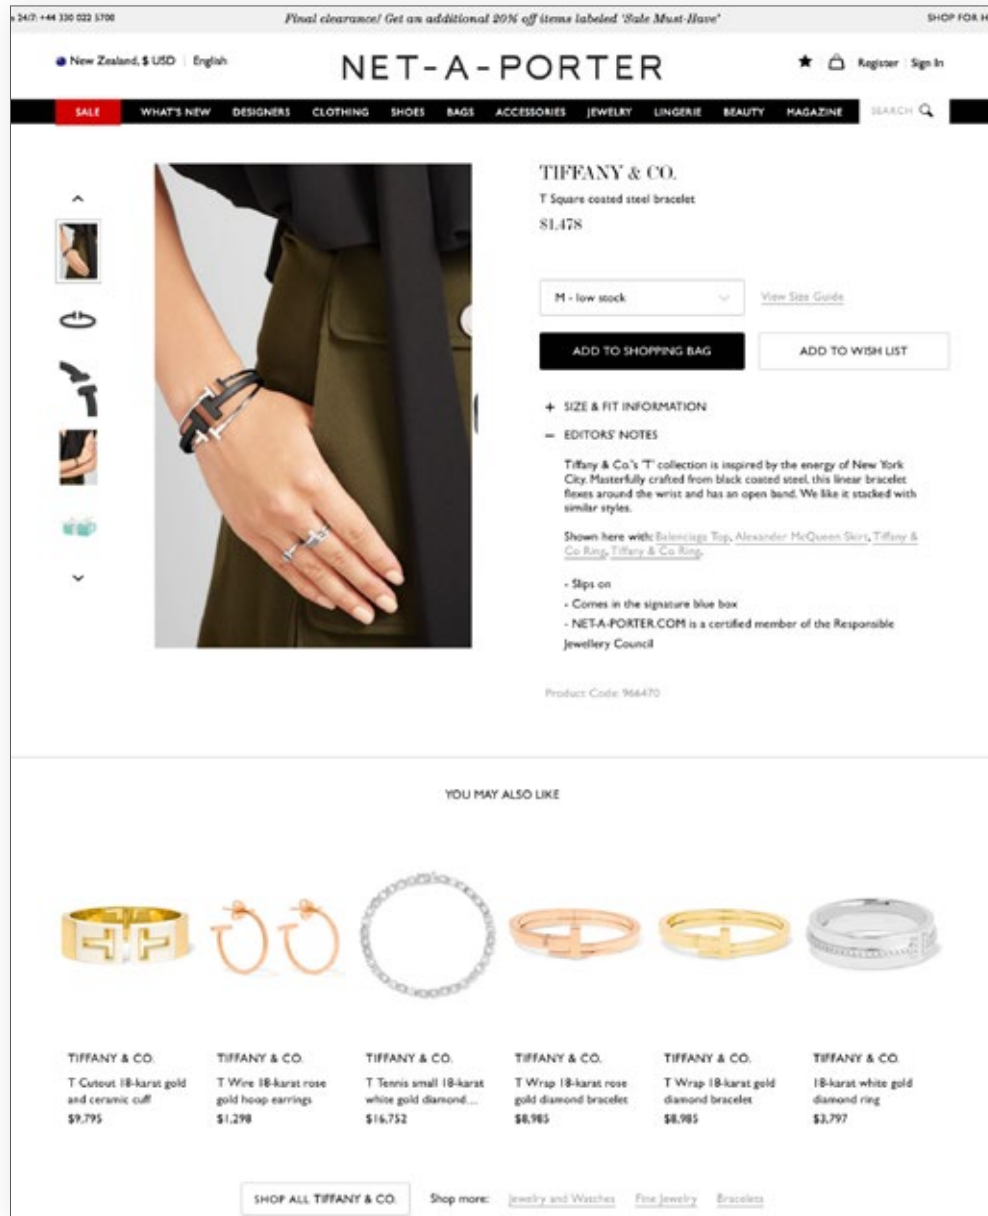 24/7: +44 330 022 5700
Final clearance! Get an additional 20% off items labeled 'Sale Must-Have'
SHOP FOR H
New Zealand, $ USD | English
NET-A-PORTER
Register Sign In
SALE WHAT'S NEW DESIGNERS CLOTHING SHOES BAGS ACCESSORIES JEWELRY LINGERIE BEAUTY MAGAZINE SEARCH
TIFFANY & CO.
T Square coated steel bracelet
$1,478
M - low stock
View Size Guide
ADD TO SHOPPING BAG
ADD TO WISH LIST
+ SIZE & FIT INFORMATION
− EDITORS' NOTES
Tiffany & Co.'s 'T' collection is inspired by the energy of New York
City. Masterfully crafted from black coated steel, this linear bracelet
flexes around the wrist and has an open band. We like it stacked with
similar styles.
Shown here with: Balenciaga Top, Alexander McQueen Skirt, Tiffany &
Co Ring, Tiffany & Co Ring.
- Slips on
- Comes in the signature blue box
- NET-A-PORTER.COM is a certified member of the Responsible
Jewellery Council
Product Code: 966470
YOU MAY ALSO LIKE
TIFFANY & CO.
T Cutout 18-karat gold
and ceramic cuff
$9,795
TIFFANY & CO.
T Wire 18-karat rose
gold hoop earrings
$1,298
TIFFANY & CO.
T Tennis small 18-karat
white gold diamond...
$16,752
TIFFANY & CO.
T Wrap 18-karat rose
gold diamond bracelet
$8,985
TIFFANY & CO.
T Wrap 18-karat gold
diamond bracelet
$8,985
TIFFANY & CO.
18-karat white gold
diamond ring
$3,797
SHOP ALL TIFFANY & CO.
Shop more: Jewelry and Watches Fine Jewelry Bracelets